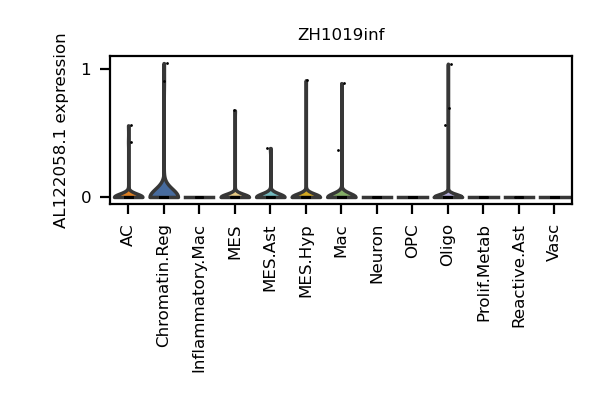 ZH1019inf
AL122058.1 expression
1
0
AC
Chromatin.Reg
Inflammatory.Mac
MES
MES.Ast
MES.Hyp
Mac
Neuron
OPC
Oligo
Prolif.Metab
Reactive.Ast
Vasc